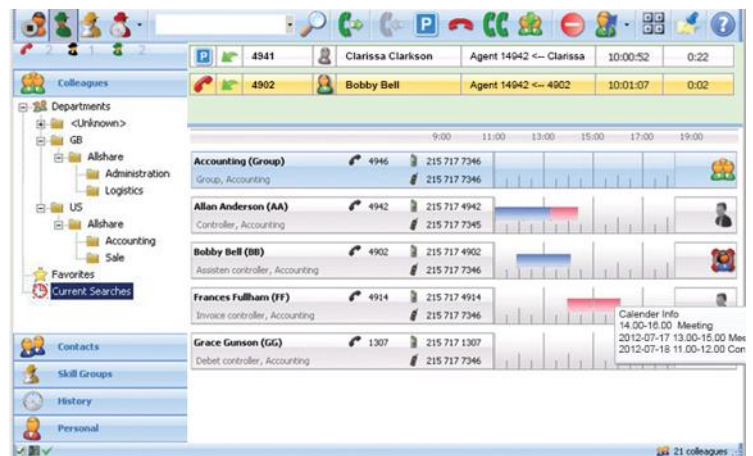 2 1 2
4941 Clarissa Clarkson Agent 14942 <-- Clarissa 10:00:52 0:22
4902 Bobby Bell Agent 14942 <-- 4902 10:01:07 0:02
Colleagues
Departments
<Unknown>
GB
Allshare
Administration
Logistics
US
Allshare
Accounting
Sale
Favorites
Current Searches
Contacts
Skill Groups
History
Personal
9:00 11:00 13:00 15:00 17:00 19:00
Accounting (Group) 4946 215 717 7346
Group, Accounting 215 717 7346
Allan Anderson (AA) 4942 215 717 4942
Controller, Accounting 215 717 7345
Bobby Bell (BB) 4902 215 717 4902
Assisten controller, Accounting 215 717 7346
Frances Fullham (FF) 4914 215 717 4914
Invoice controller, Accounting 215 717 7346
Calender Info
14.00-16.00 Meeting
2012-07-17 13.00-15.00 Mee
2012-07-18 11.00-12.00 Con
Grace Gunson (GG) 1307 215 717 1307
Debet controller, Accounting 215 717 7346
21 colleagues